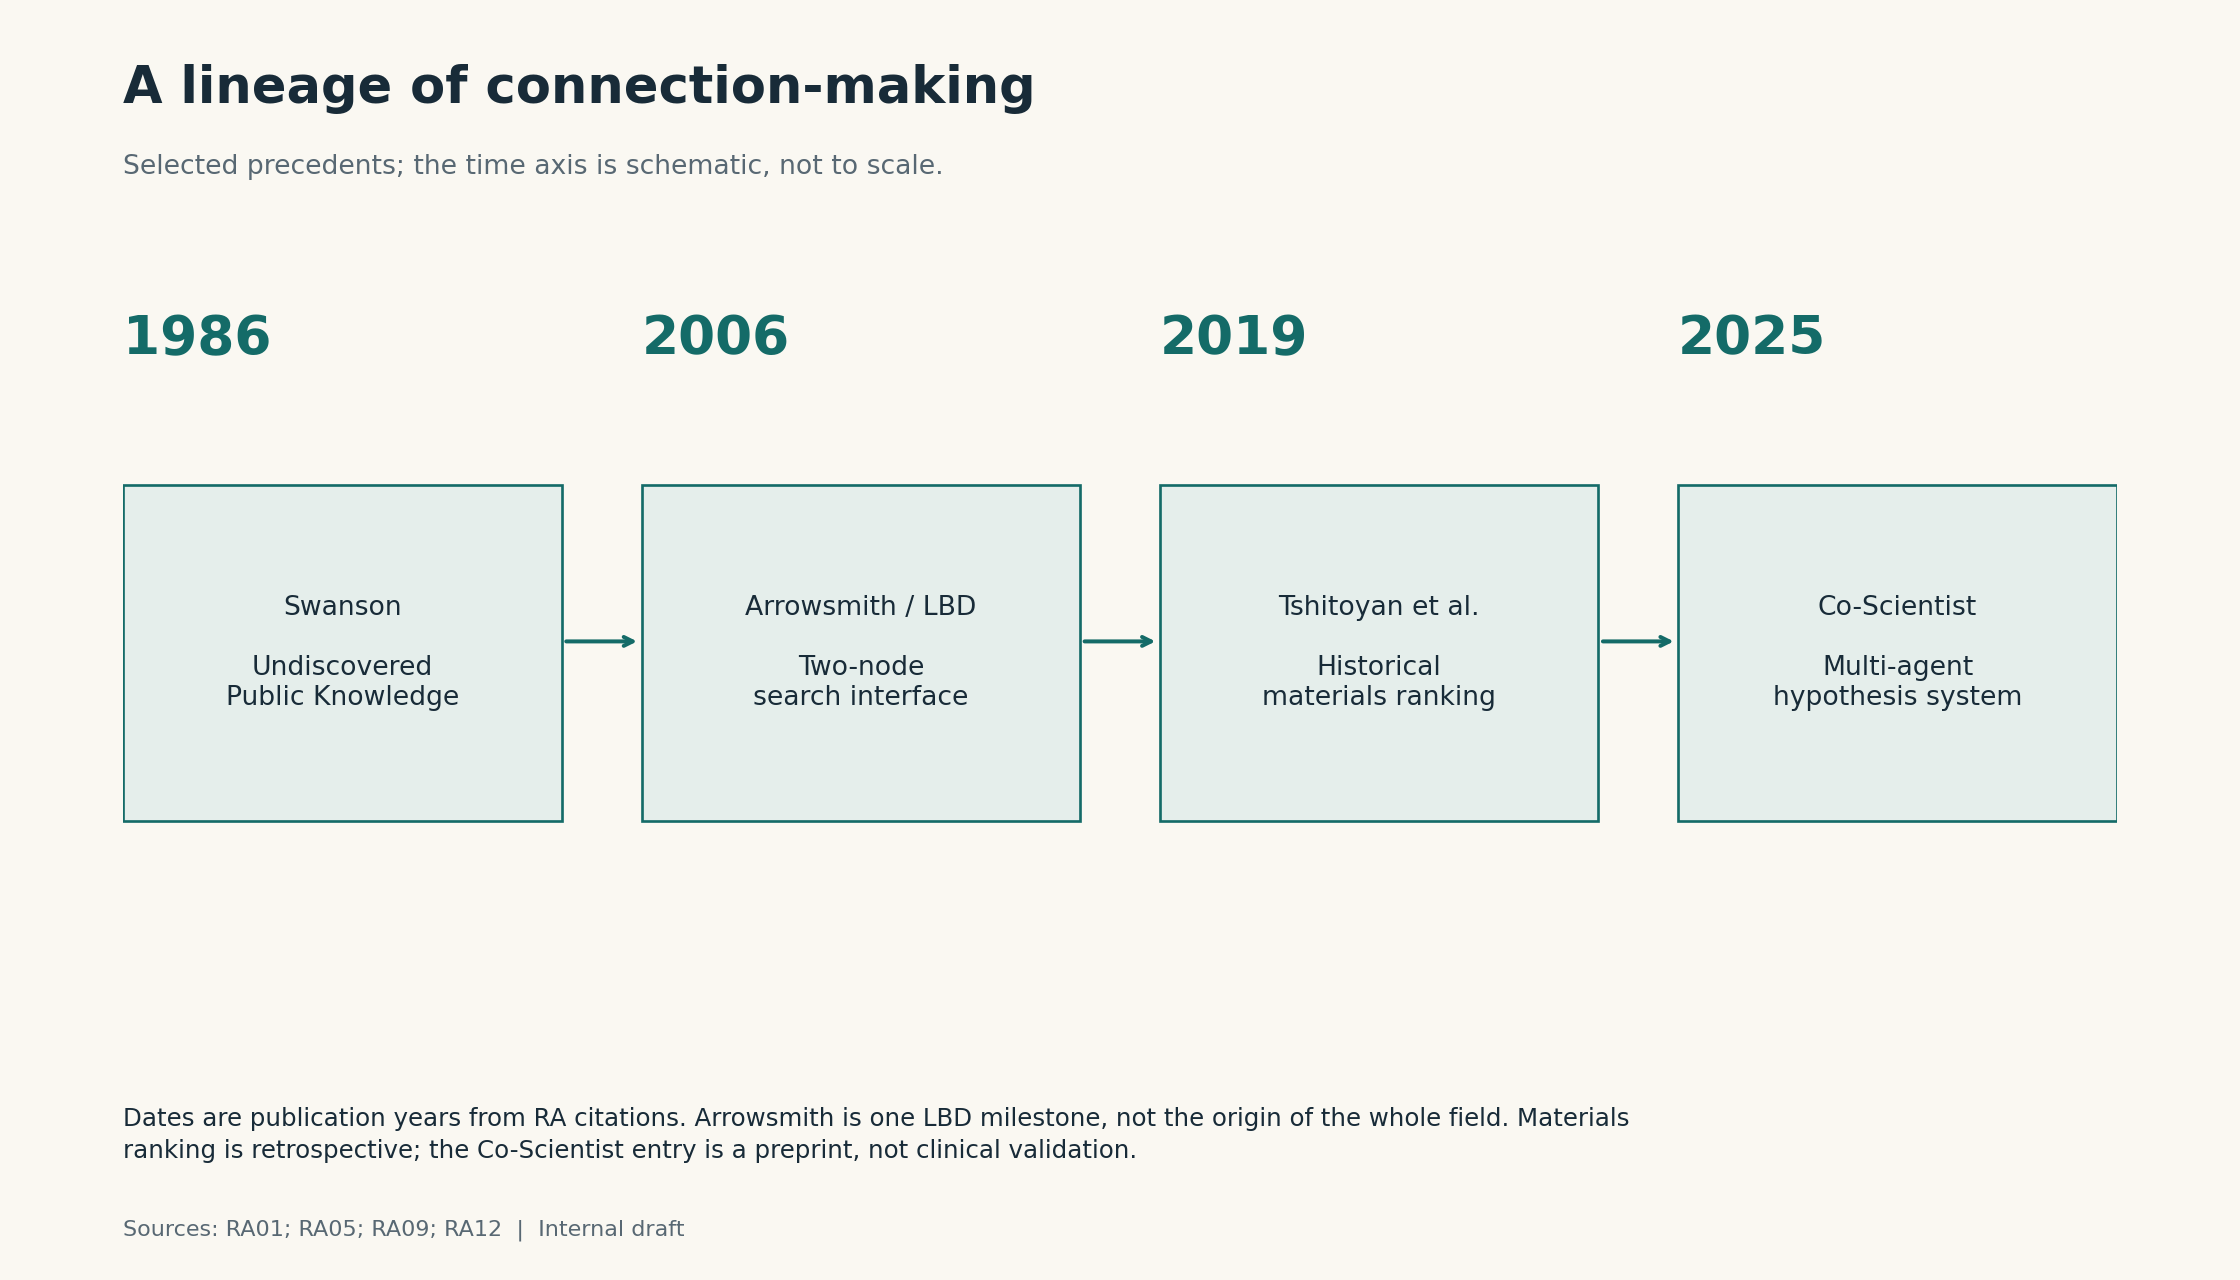 A lineage of connection-making
Selected precedents; the time axis is schematic, not to scale.
1986
2006
2019
2025
Swanson
Undiscovered
Public Knowledge
Arrowsmith / LBD
Two-node
search interface
Tshitoyan et al.
Historical
materials ranking
Co-Scientist
Multi-agent
hypothesis system
Dates are publication years from RA citations. Arrowsmith is one LBD milestone, not the origin of the whole field. Materials
ranking is retrospective; the Co-Scientist entry is a preprint, not clinical validation.
Sources: RA01; RA05; RA09; RA12 | Internal draft